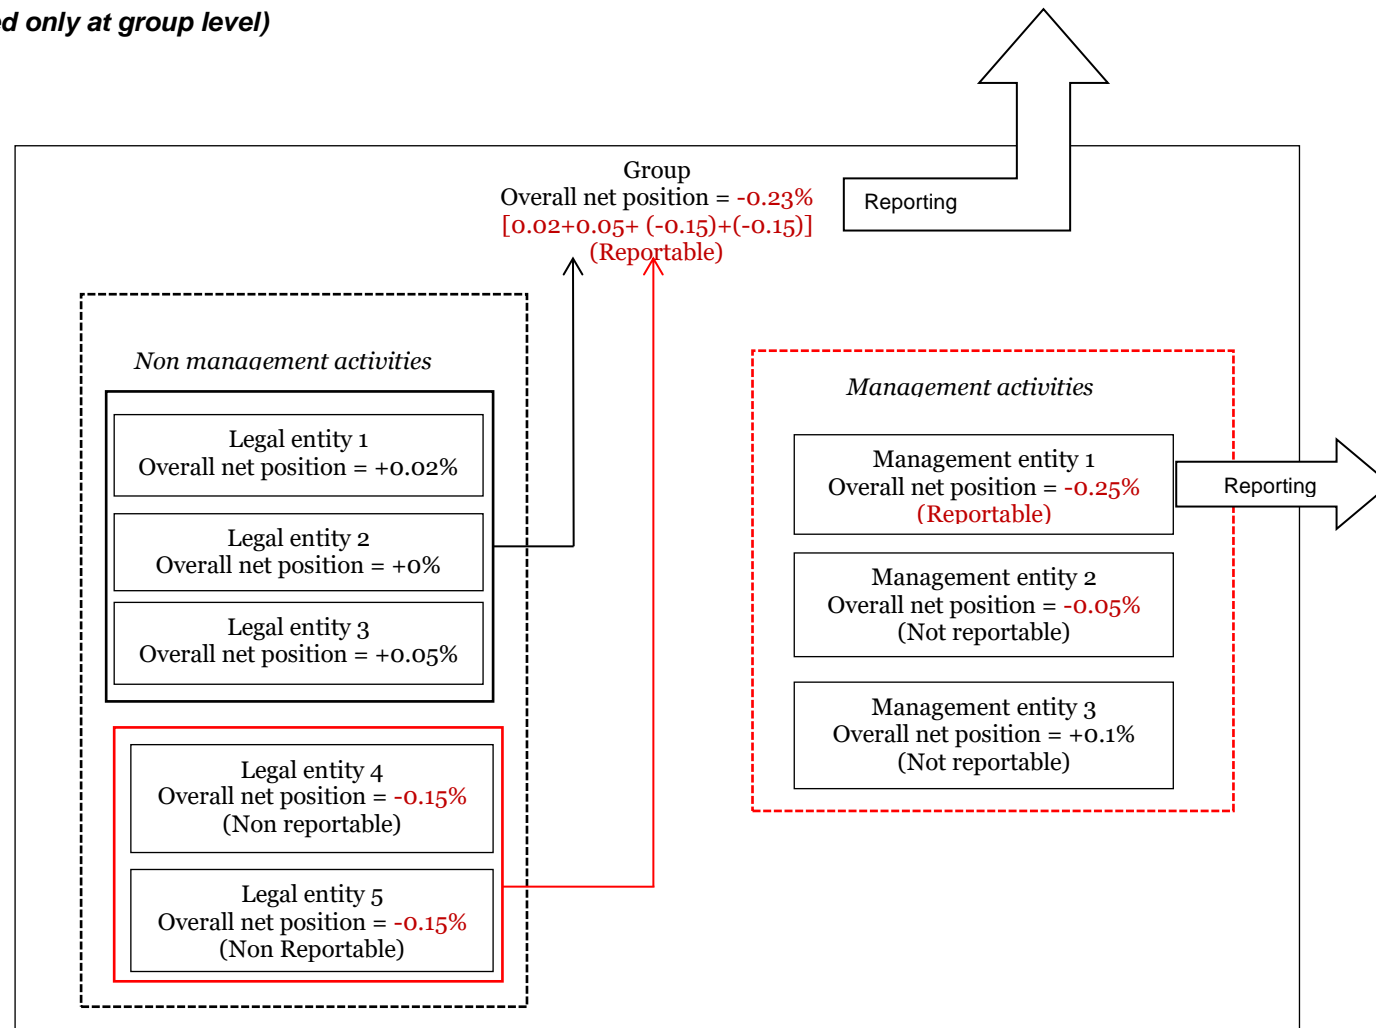 ed only at group level)
Group
Overall net position = -0.23%
[0.02+0.05+ (-0.15)+(-0.15)]
(Reportable)
Reporting
Non management activities
Legal entity 1
Overall net position = +0.02%
Legal entity 2
Overall net position = +0%
Legal entity 3
Overall net position = +0.05%
Legal entity 4
Overall net position = -0.15%
(Non reportable)
Legal entity 5
Overall net position = -0.15%
(Non Reportable)
Management activities
Management entity 1
Overall net position = -0.25%
(Reportable)
Reporting
Management entity 2
Overall net position = -0.05%
(Not reportable)
Management entity 3
Overall net position = +0.1%
(Not reportable)